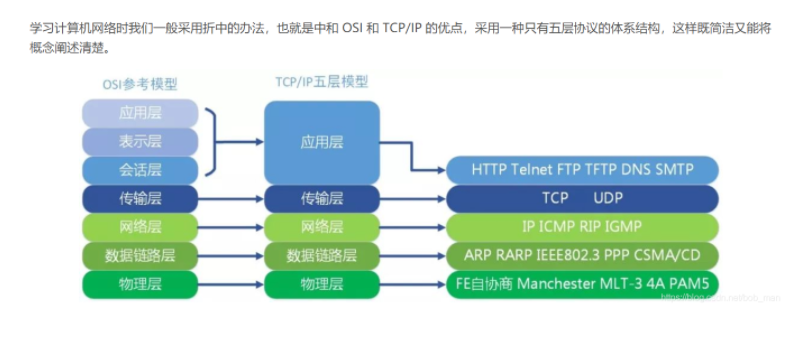 学习计算机网络时我们一般采用折中的办法，也就是中和 OSI 和 TCP/IP 的优点，采用一种只有五层协议的体系结构，这样既简洁又能将
概念阐述清楚。
OSI参考模型
TCP/IP五层模型
应用层
表示层
会话层
应用层
HTTP Telnet FTP TFTP DNS SMTP
传输层
传输层
TCP UDP
网络层
网络层
IP ICMP RIP IGMP
数据链路层
数据链路层
ARP RARP IEEE802.3 PPP CSMA/CD
物理层
物理层
FE自协商 Manchester MLT-3 4A PAM5